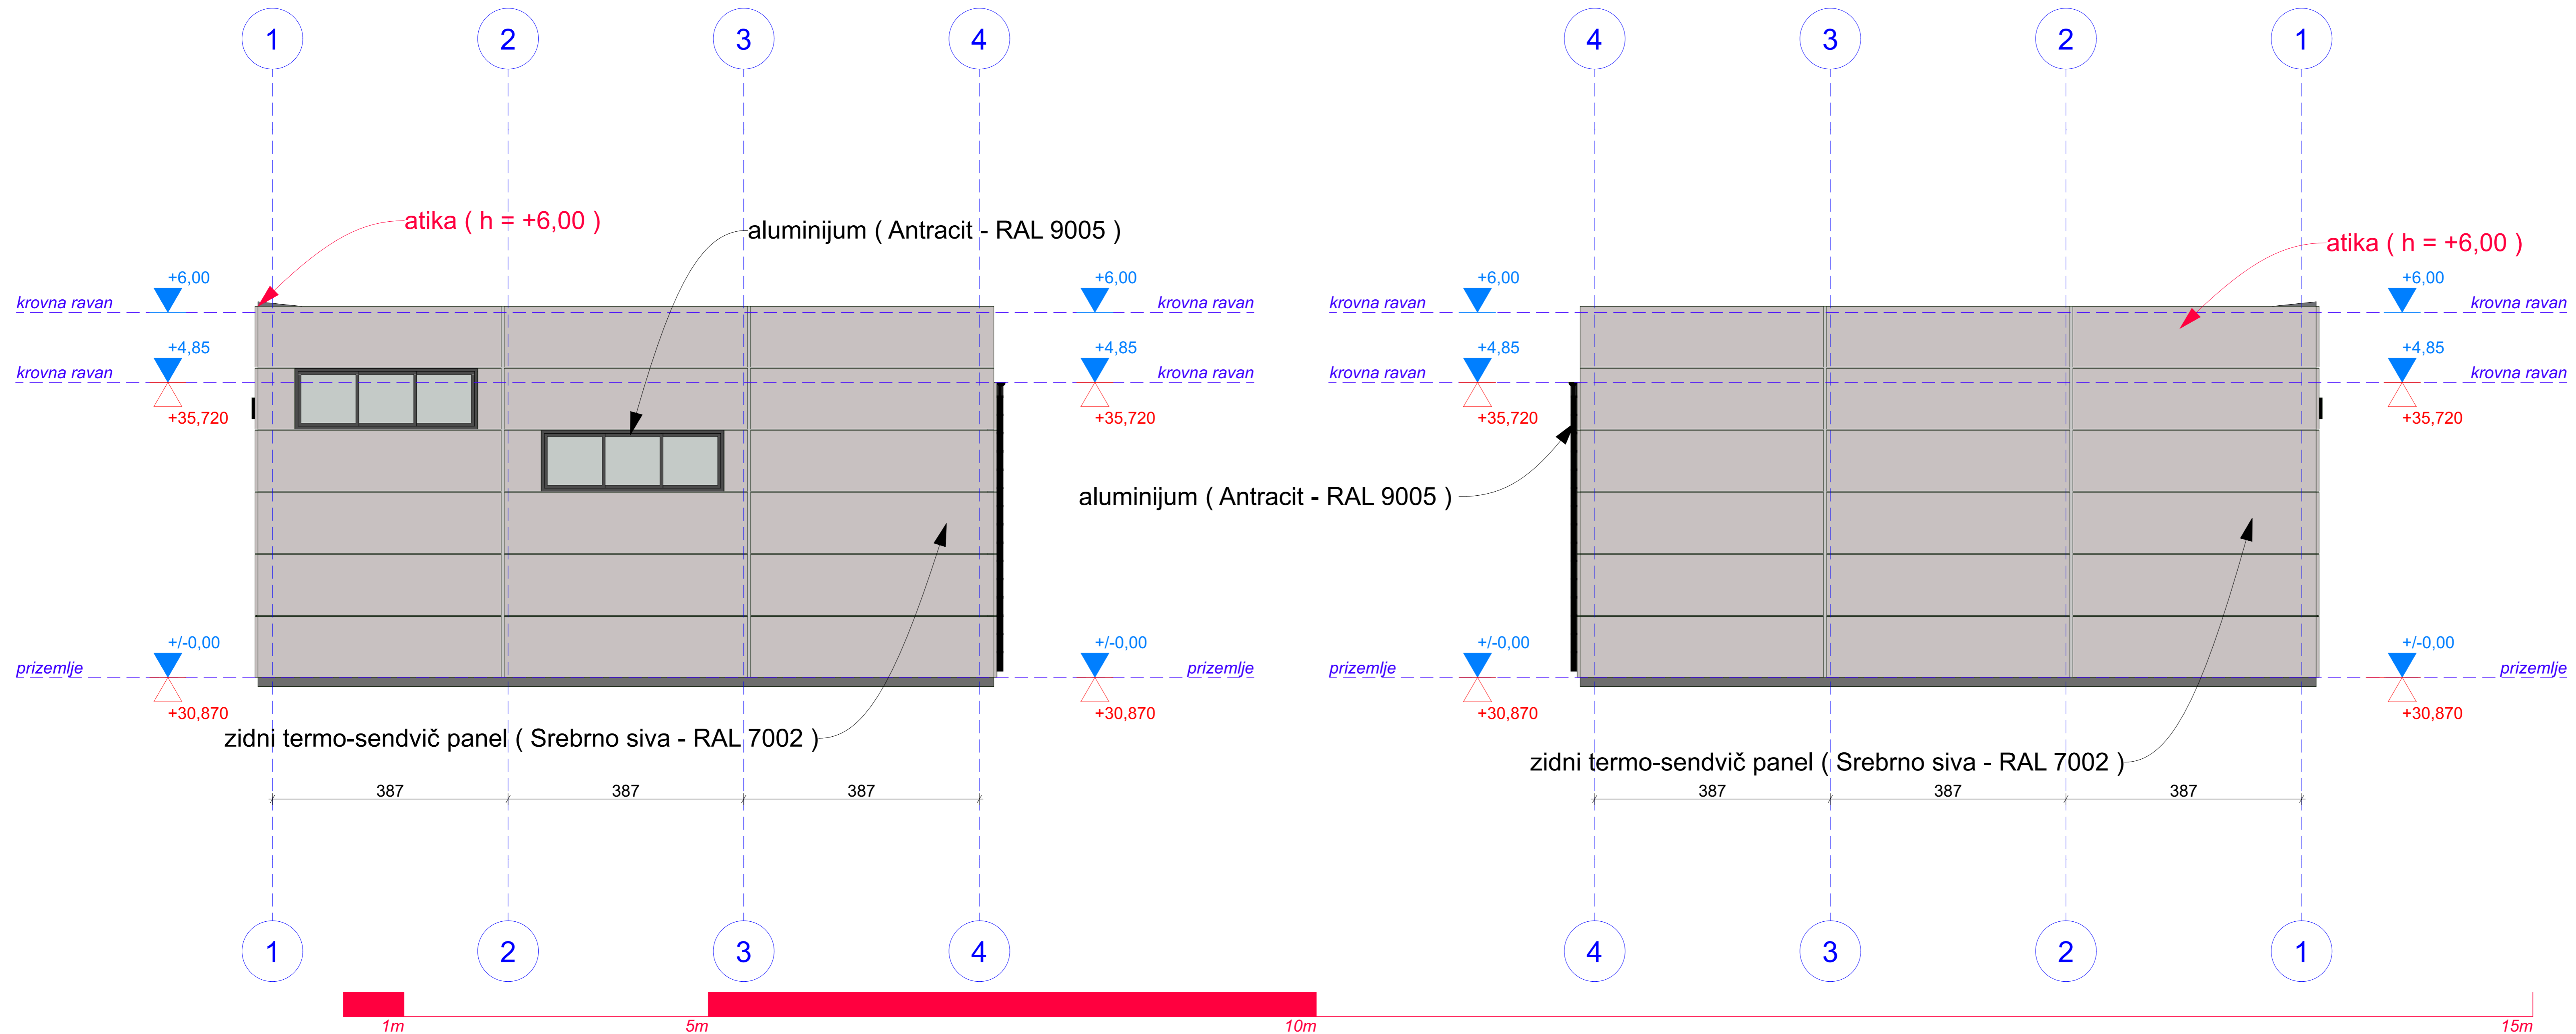 1 2 3 4 4 3 2 1
atika ( h = +6,00 )
aluminijum ( Antracit - RAL 9005 )
atika ( h = +6,00 )
+6,00 +6,00 +6,00 +6,00
krovna ravan krovna ravan krovna ravan krovna ravan
+4,85 +4,85 +4,85 +4,85
krovna ravan krovna ravan krovna ravan krovna ravan
+35,720 +35,720 +35,720 +35,720
aluminijum ( Antracit - RAL 9005 )
+/-0,00 +/-0,00 +/-0,00 +/-0,00
prizemlje prizemlje prizemlje prizemlje
+30,870 +30,870 +30,870 +30,870
zidni termo-sendvič panel ( Srebrno siva - RAL 7002 )
zidni termo-sendvič panel ( Srebrno siva - RAL 7002 )
387 387 387 387 387 387
1 2 3 4 4 3 2 1
1m 5m 10m 15m